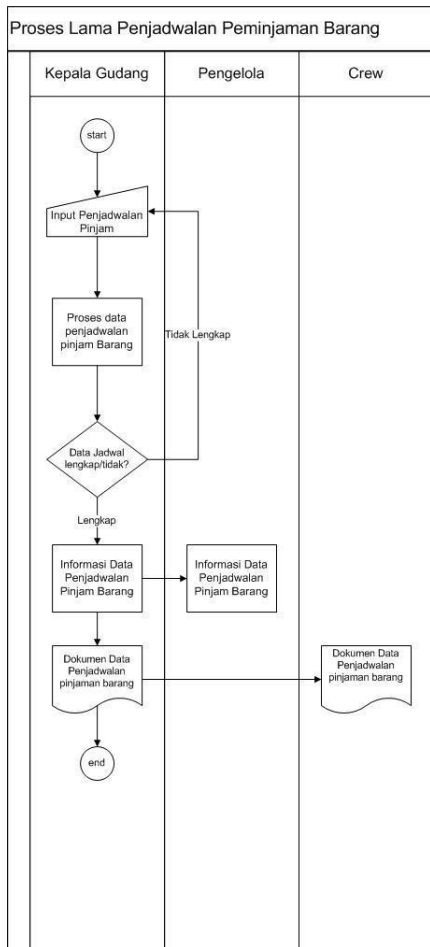 Proses Lama Penjadwalan Peminjaman Barang
Kepala Gudang
Pengelola
Crew
start
Input Penjadwalan
Pinjam
Proses data
penjadwalan
pinjam Barang
Tidak Lengkap
Data Jadwal
lengkap/tidak?
Lengkap
Informasi Data
Penjadwalan
Pinjam Barang
Informasi Data
Penjadwalan
Pinjam Barang
Dokumen Data
Penjadwalan
pinjaman barang
Dokumen Data
Penjadwalan
pinjaman barang
end